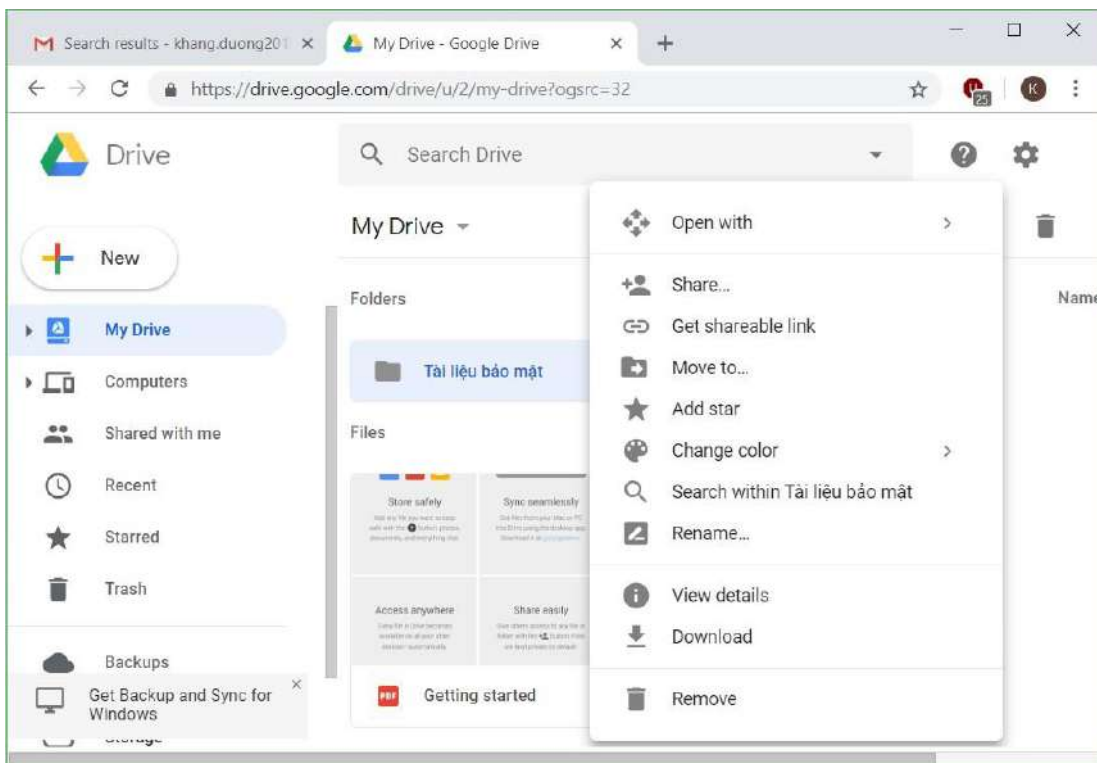 Search results - khang.duong201
My Drive - Google Drive
https://drive.google.com/drive/u/2/my-drive?ogsrc=32
25
K
Drive
Search Drive
My Drive
New
Folders
Name
My Drive
Computers
Shared with me
Recent
Starred
Trash
Backups
Get Backup and Sync for
Windows
Storage
Tài liệu bảo mật
Files
Store safely
Sync seamlessly
Access anywhere
Share easily
PDF
Getting started
Open with
Share...
Get shareable link
Move to...
Add star
Change color
Search within Tài liệu bảo mật
Rename...
View details
Download
Remove